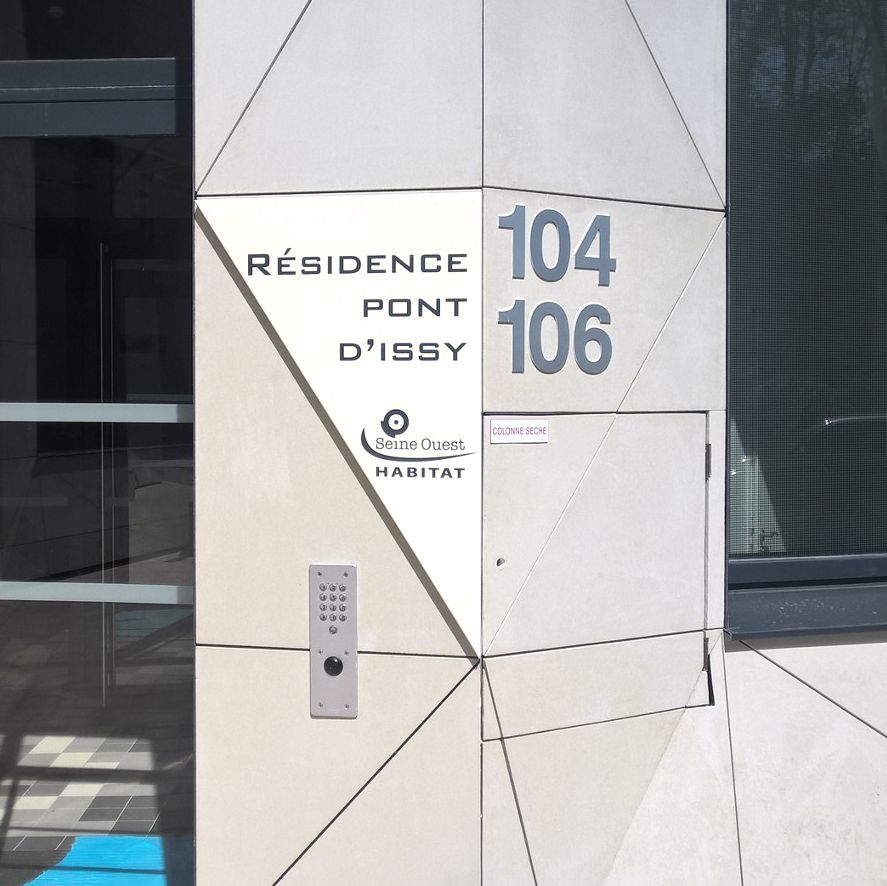 RÉSIDENCE
PONT
D'ISSY
Seine Ouest
HABITAT
104
106
COLONNE SECHE